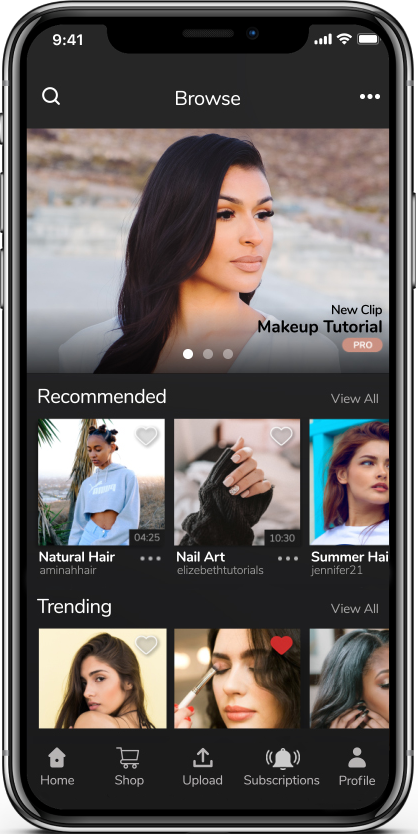 9:41
Browse
New Clip
Makeup Tutorial
PRO
Recommended
View All
04:25
10:30
Natural Hair
Nail Art
Summer Hai
aminahhair
elizebethtutorials
jennifer21
Trending
View All
Home
Shop
Upload
Subscriptions
Profile